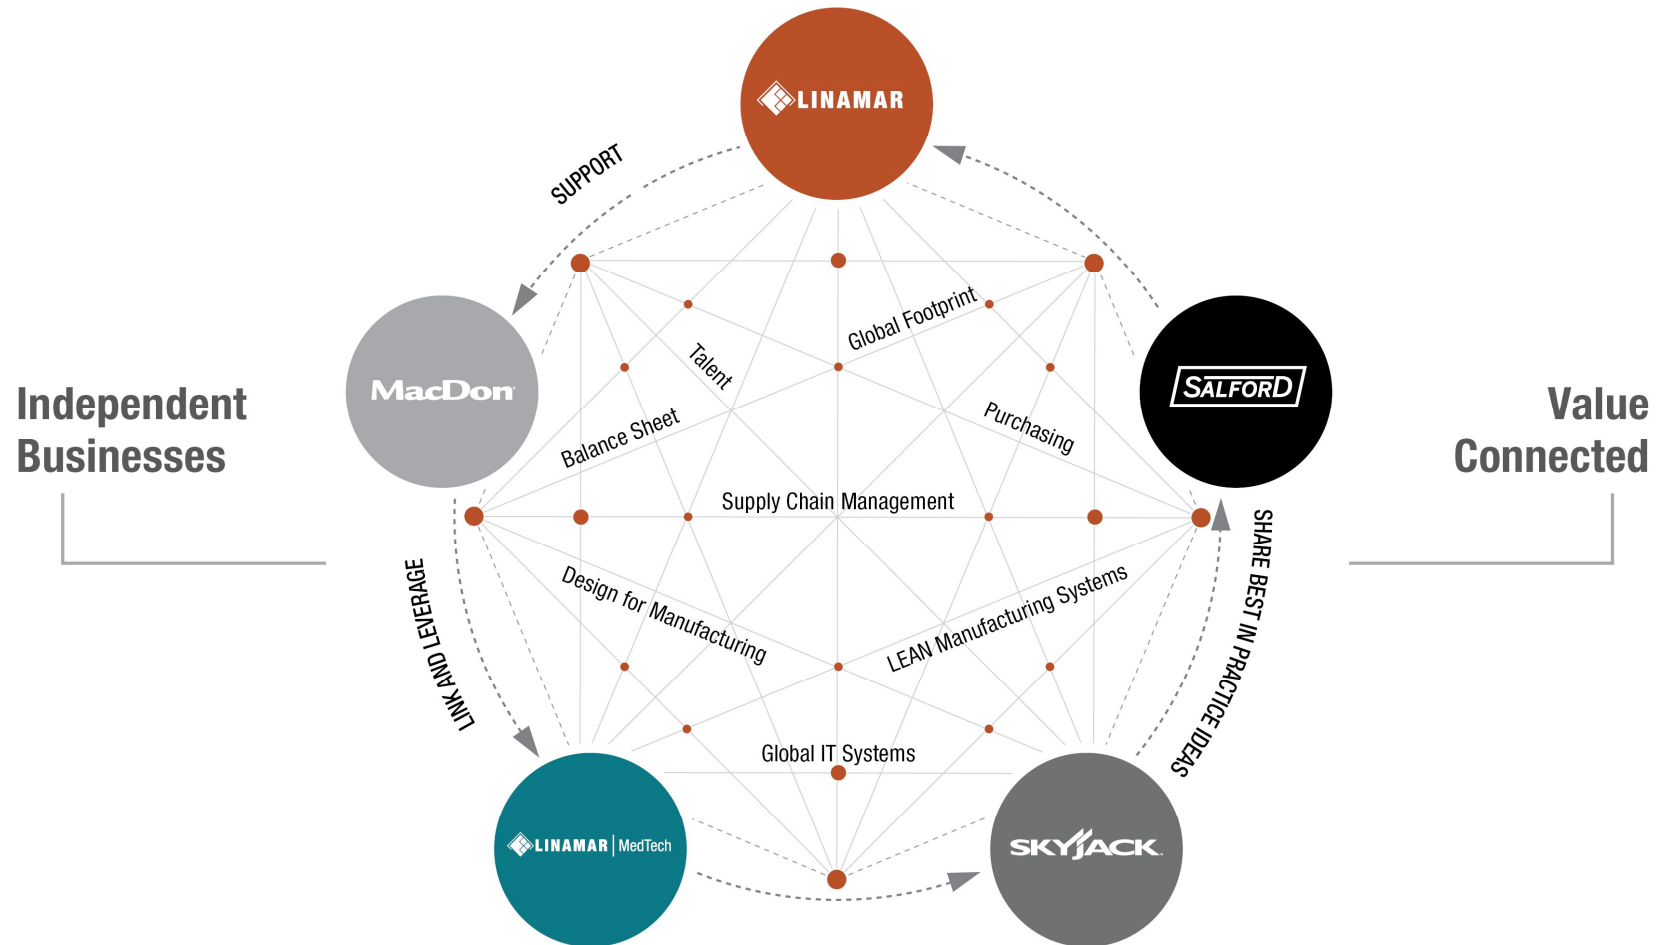 LINAMAR
SUPPORT
Global Footprint
Talent
MacDon
SALFORD
Independent
Businesses
Value
Connected
Balance Sheet
Purchasing
Supply Chain Management
LINK AND LEVERAGE
SHARE BEST IN PRACTICE IDEAS
Design for Manufacturing
LEAN Manufacturing Systems
Global IT Systems
LINAMAR | MedTech
SKYJACK.